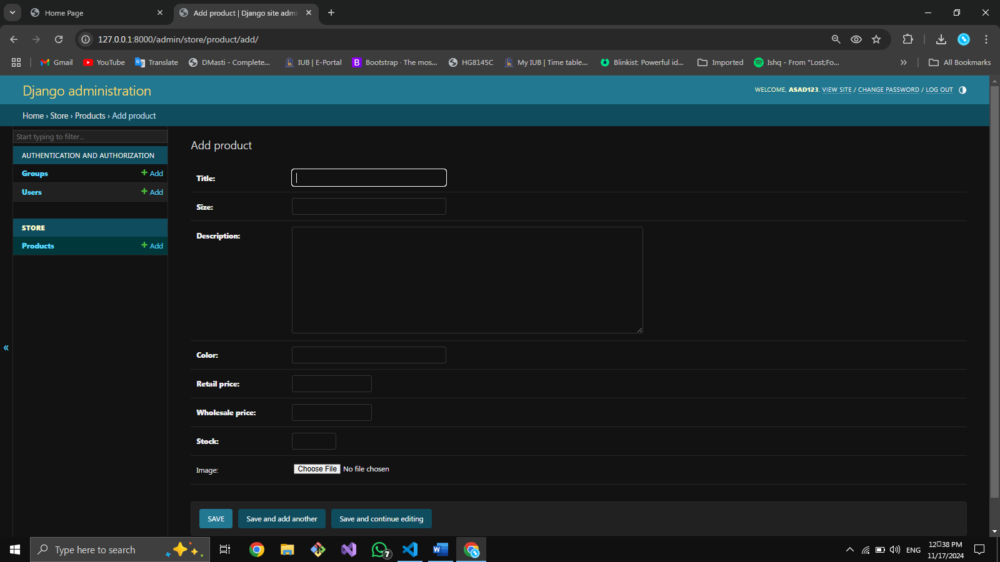 Home Page
Add product | Django site admi
127.0.0.1:8000/admin/store/product/add/
Gmail
YouTube
Translate
DMasti - Complete...
IUB | E-Portal
B Bootstrap · The mos...
HG8145C
My IUB | Time table...
Blinkist: Powerful id...
Imported
Ishq - From "Lost;Fo...
» All Bookmarks
Django administration
WELCOME, ASAD123. VIEW SITE / CHANGE PASSWORD / LOG OUT
Home › Store › Products › Add product
Start typing to filter...
AUTHENTICATION AND AUTHORIZATION
Groups + Add
Users + Add
STORE
Products + Add
«
Add product
Title:
Size:
Description:
Color:
Retail price:
Wholesale price:
Stock:
Image: Choose File No file chosen
SAVE Save and add another Save and continue editing
Type here to search
7
W
ENG
12▯38 PM
11/17/2024